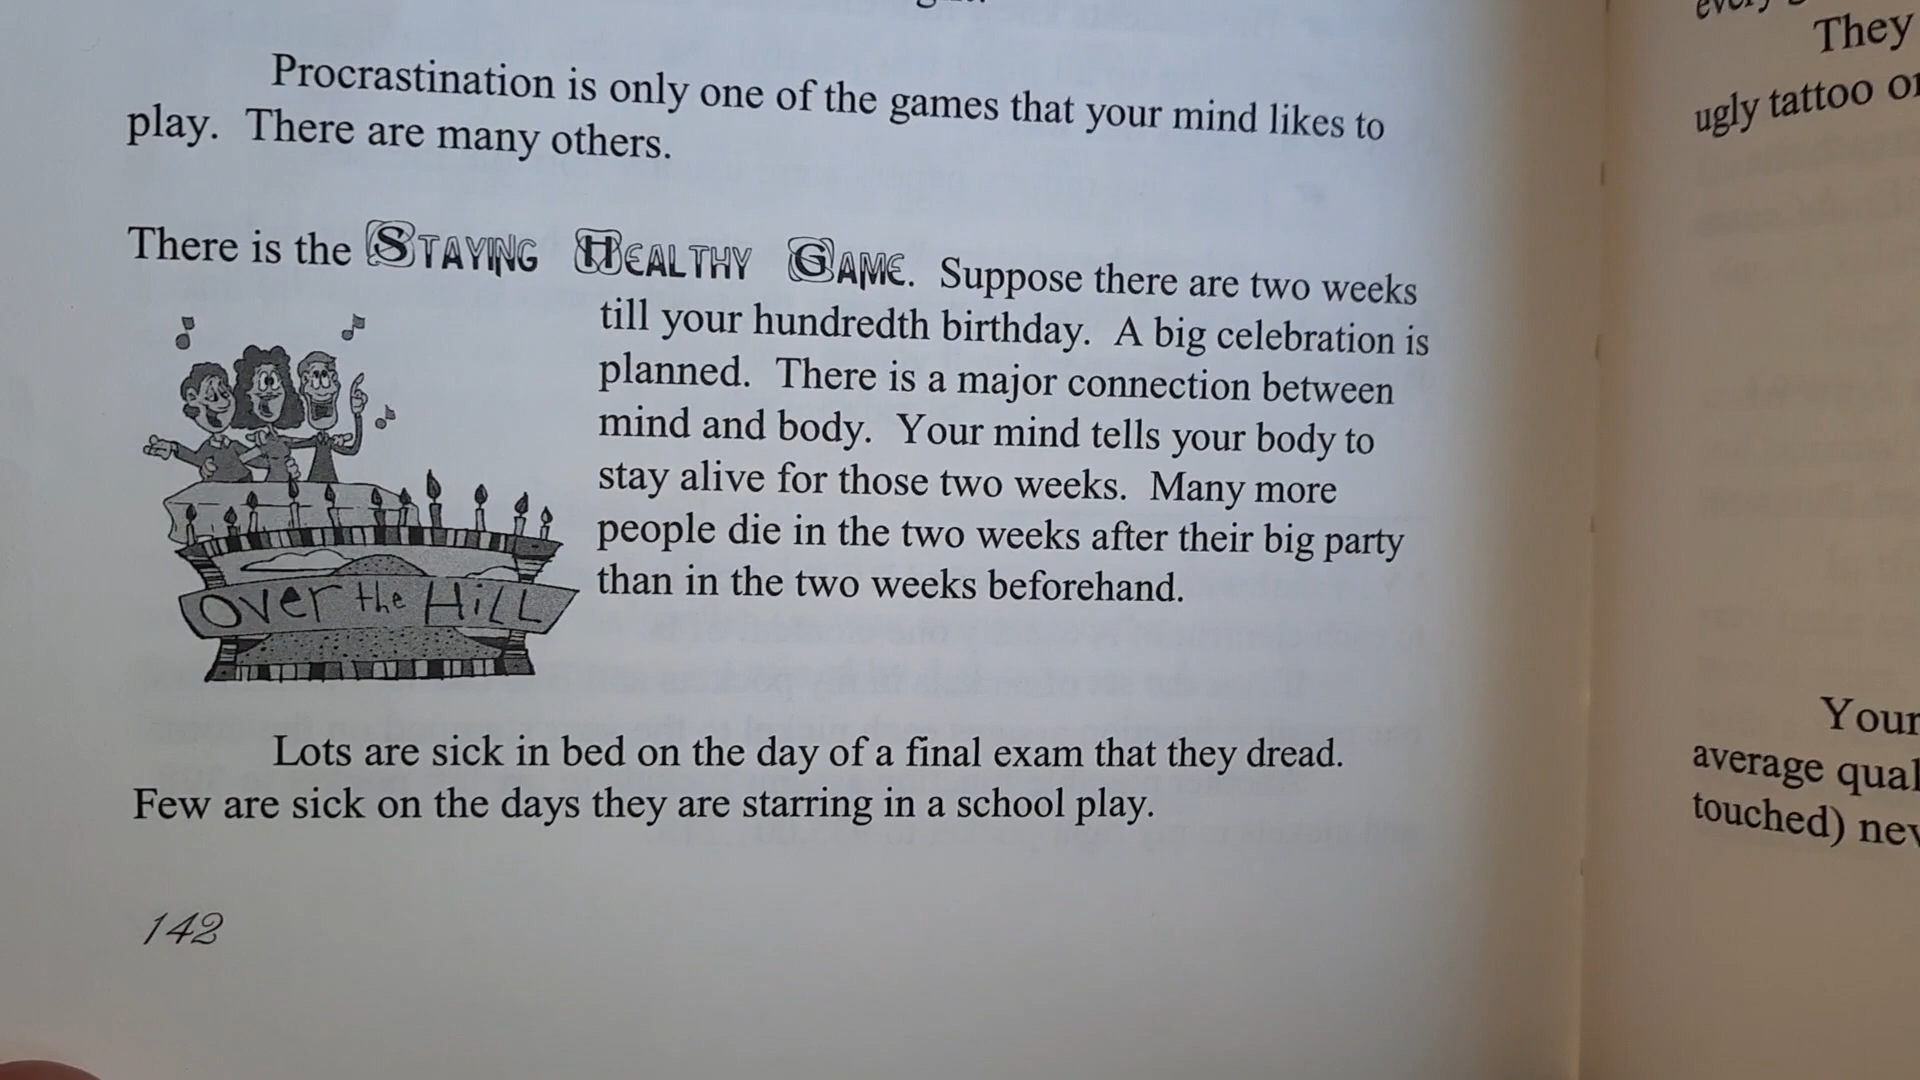 Procrastination is only one of the games that your mind likes to
play. There are many others.
There is the STAYING HEALTHY GAME. Suppose there are two weeks
till your hundredth birthday. A big celebration is
planned. There is a major connection between
mind and body. Your mind tells your body to
stay alive for those two weeks. Many more
people die in the two weeks after their big party
than in the two weeks beforehand.
Over the HiLL
Lots are sick in bed on the day of a final exam that they dread.
Few are sick on the days they are starring in a school play.
142
They
ugly tattoo
Your
average
touched)